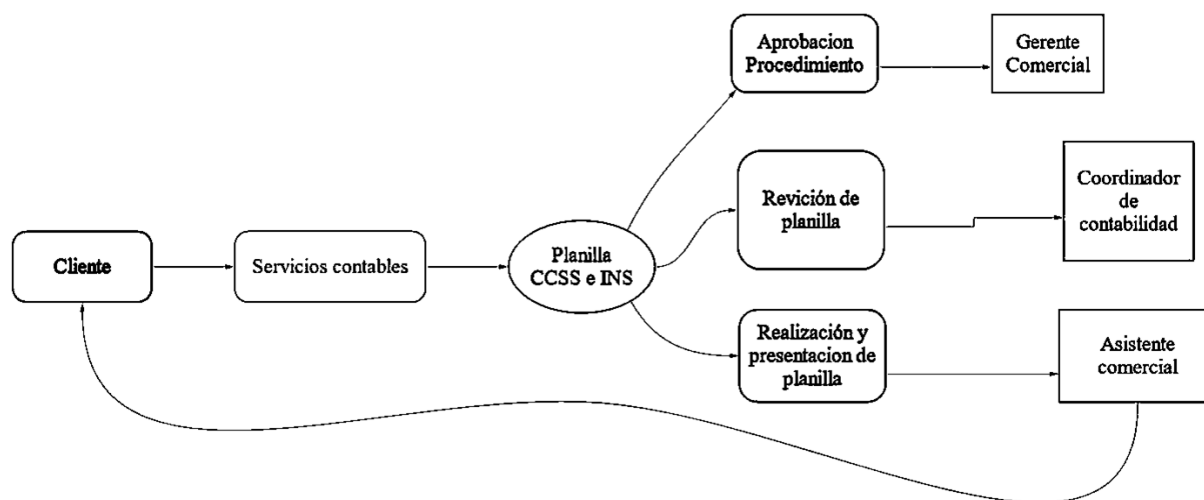 Aprobacion
Procedimiento
Gerente
Comercial
Revición de
planilla
Coordinador
de
contabilidad
Cliente
Servicios contables
Planilla
CCSS e INS
Realización y
presentacion de
planilla
Asistente
comercial